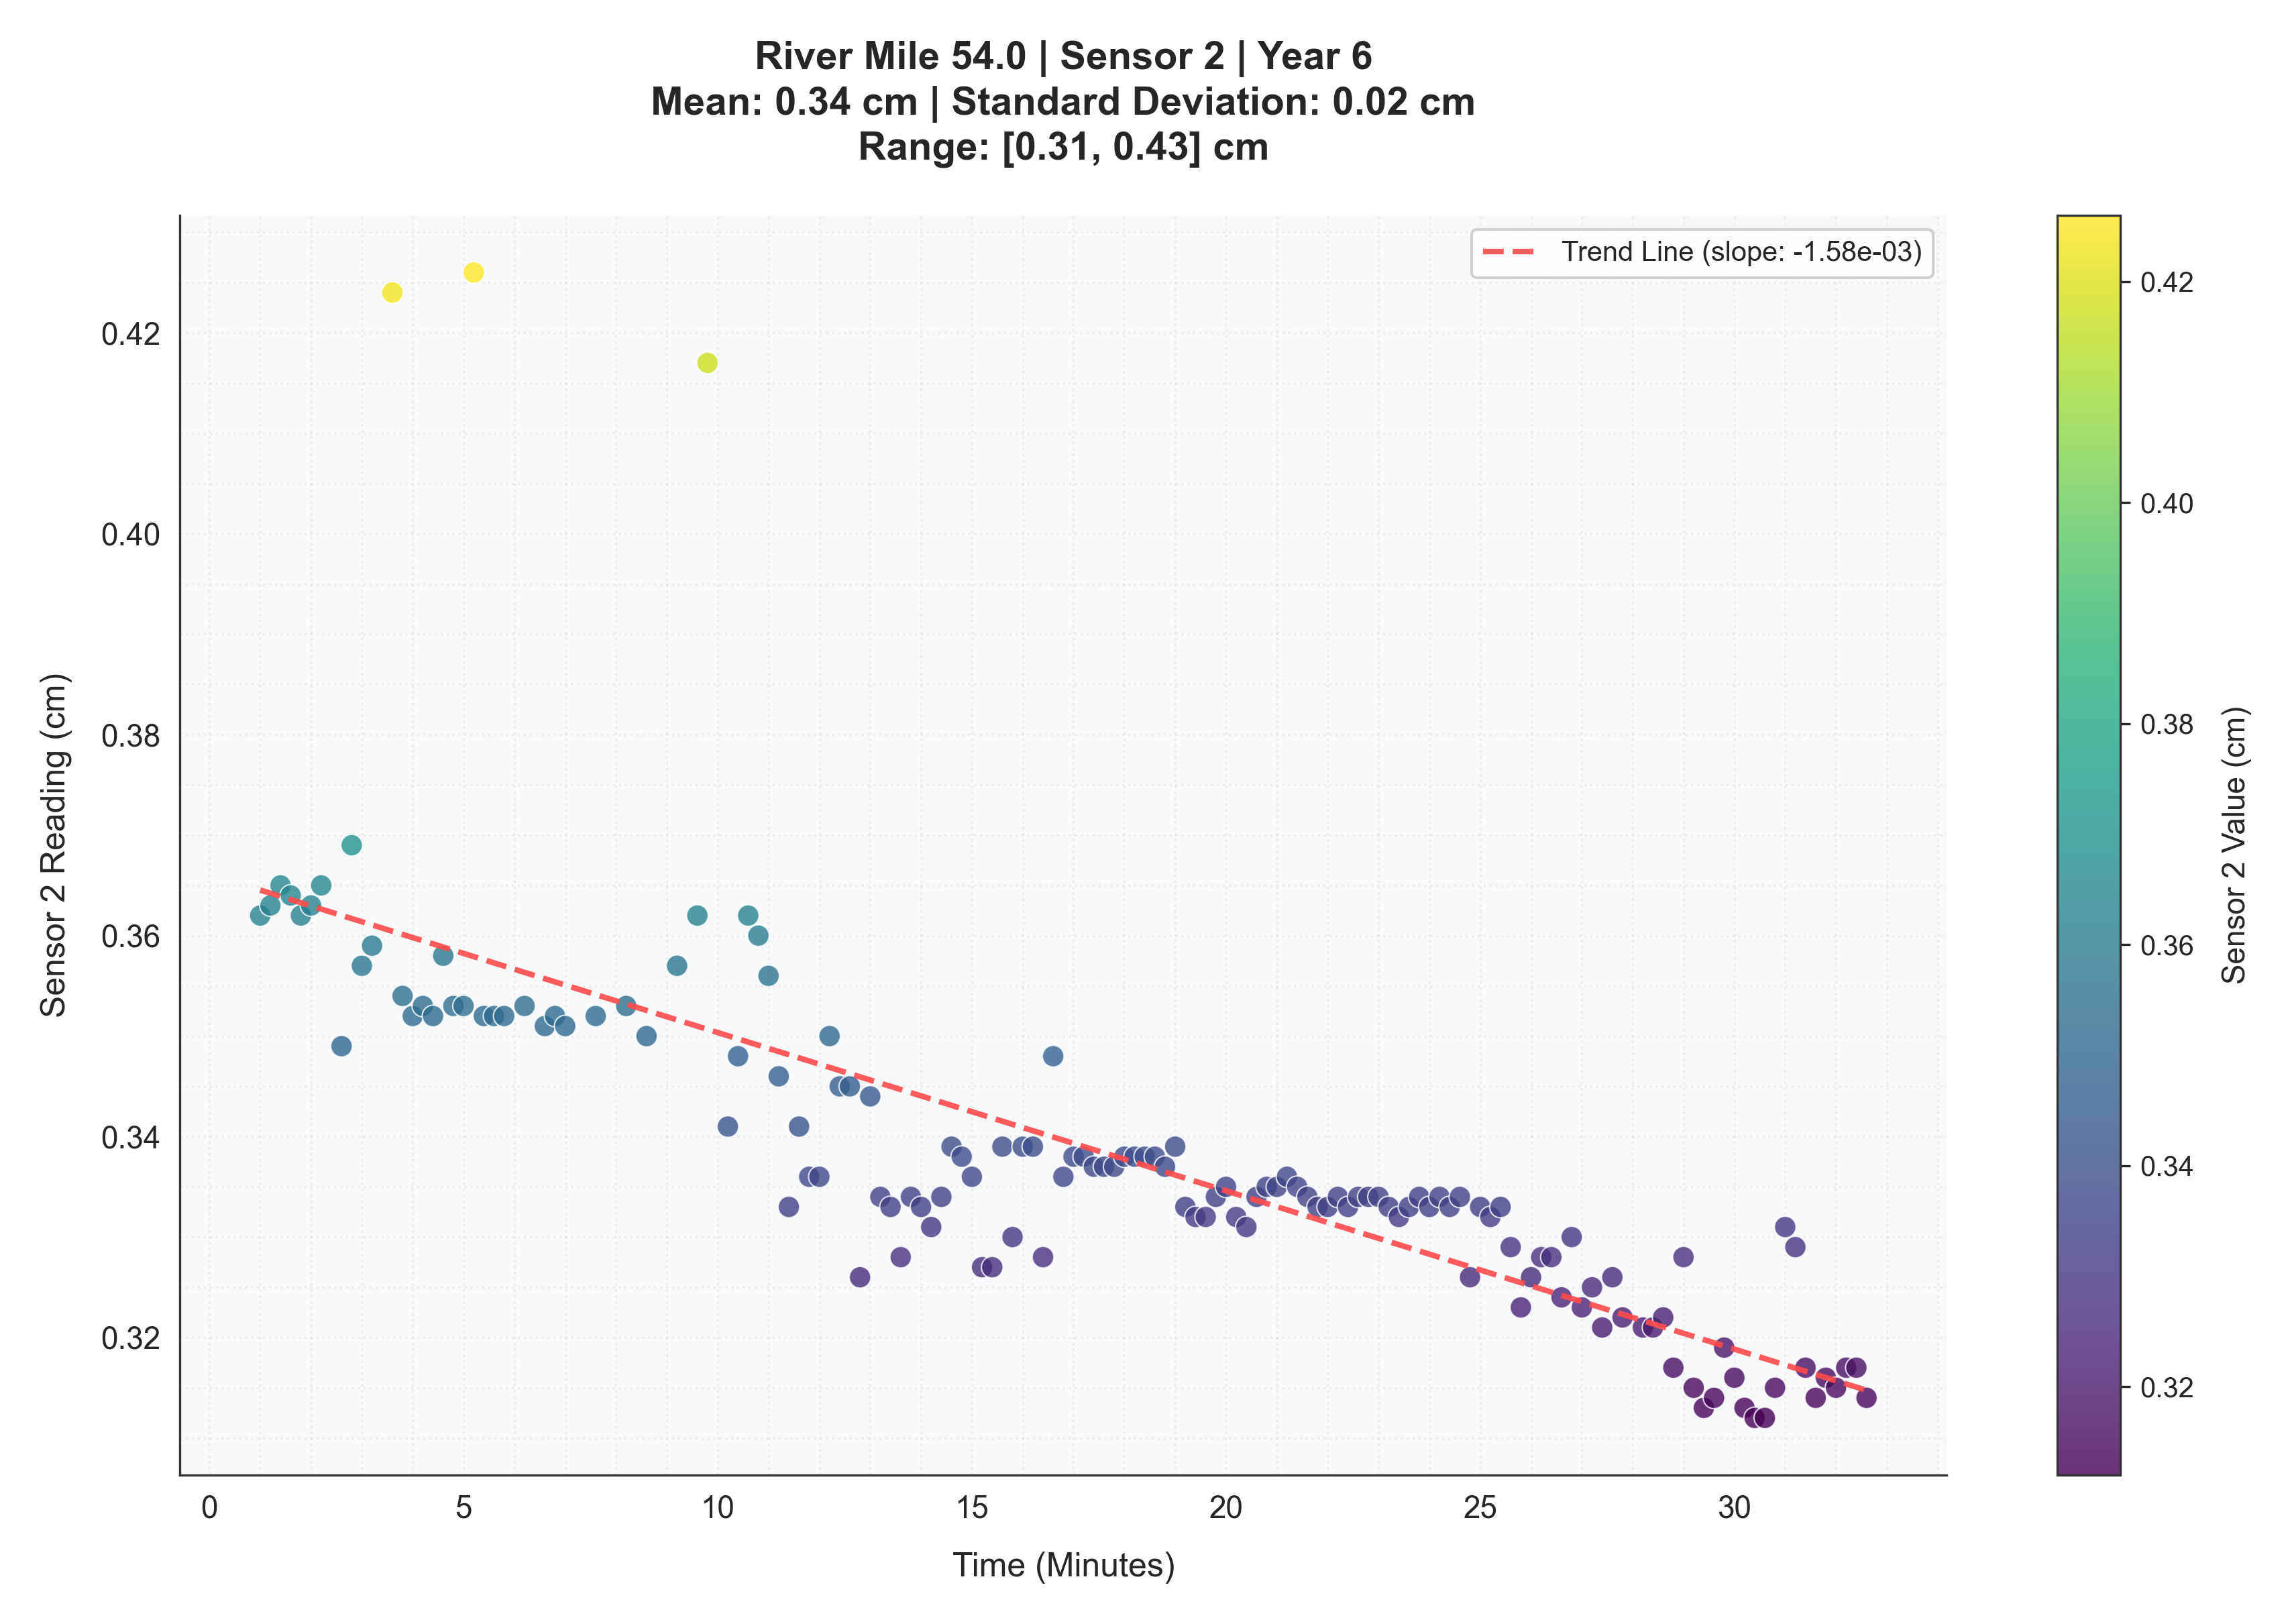 River Mile 54.0 | Sensor 2 | Year 6
Mean: 0.34 cm | Standard Deviation: 0.02 cm
Range: [0.31, 0.43] cm
Trend Line (slope: -1.58e-03)
Sensor 2 Reading (cm)
0.42
0.40
0.38
0.36
0.34
0.32
0
5
10
15
20
25
30
Time (Minutes)
0.42
0.40
0.38
0.36
0.34
0.32
Sensor 2 Value (cm)